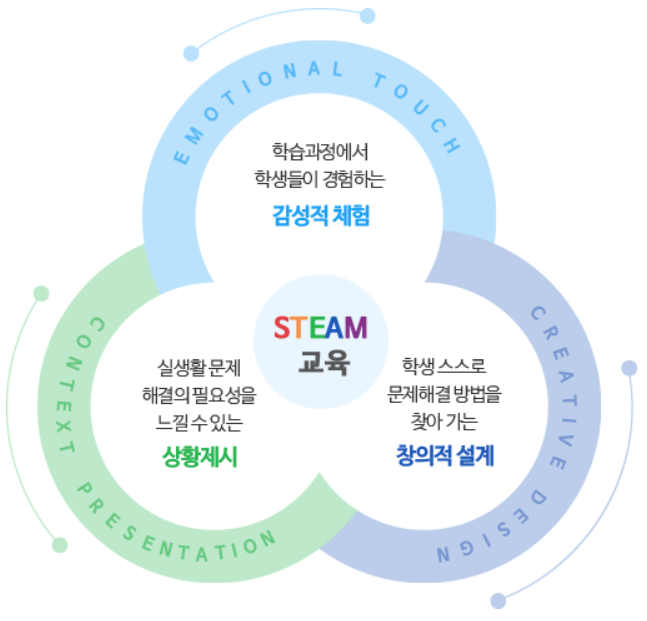 EMOTIONAL TOUCH
학습과정에서
학생들이 경험하는
감성적 체험
STEAM
교육
CONTEXT PRESENTATION
실생활 문제
해결의 필요성을
느낄 수 있는
상황제시
CREATIVE DESIGN
학생 스스로
문제해결 방법을
찾아 가는
창의적 설계